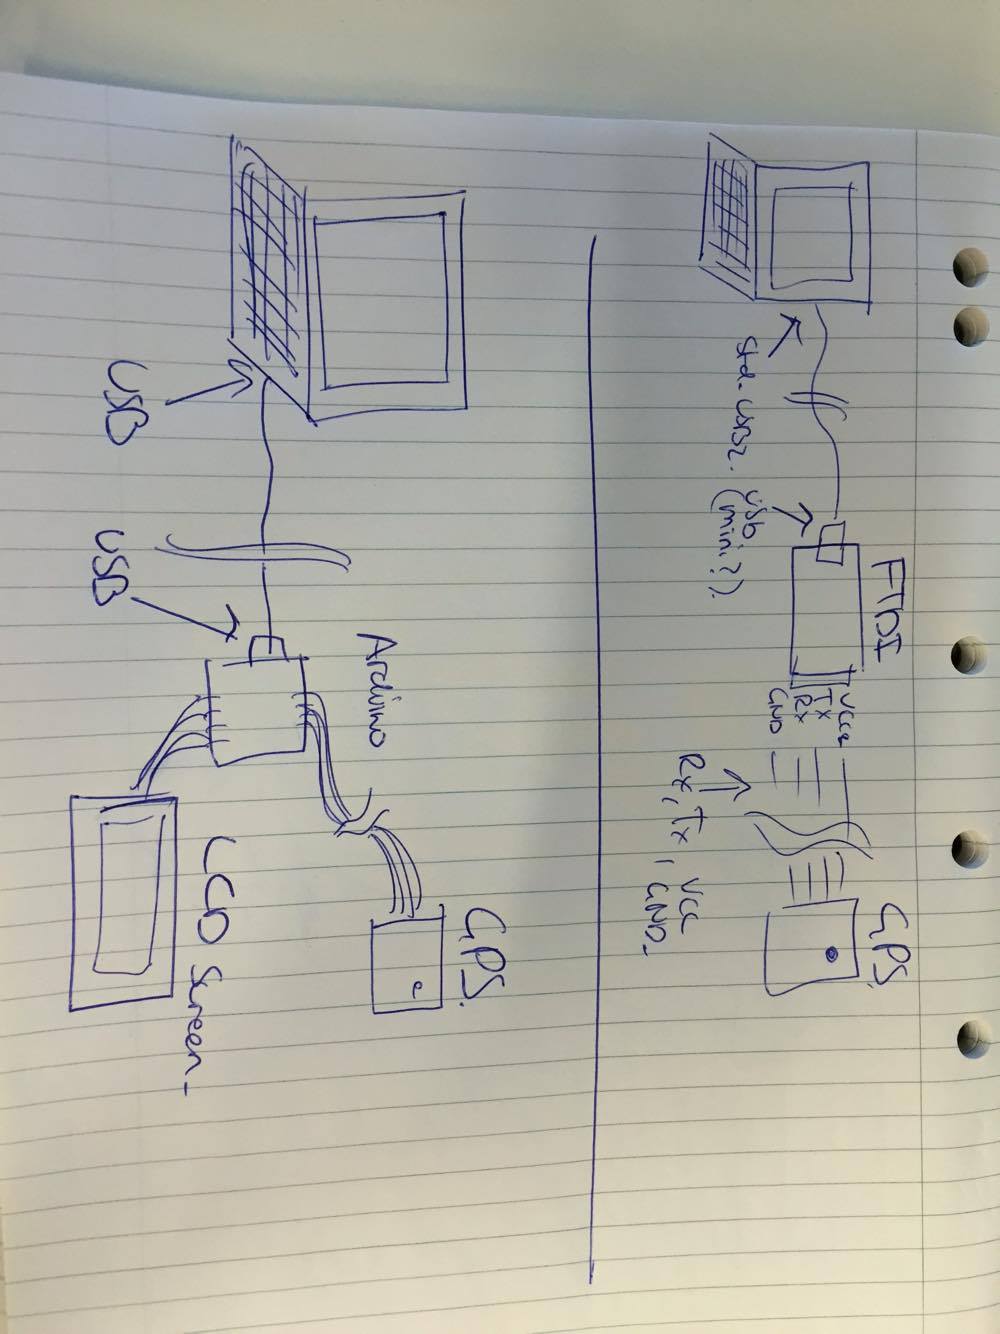 FTDI
GPS.
Vcc
Tx
Rx
GND
Std. USB2.
usb
(mini?).
Rx, Tx, VCC
GND.
Arduino
GPS.
LCD Screen.
USB
USB